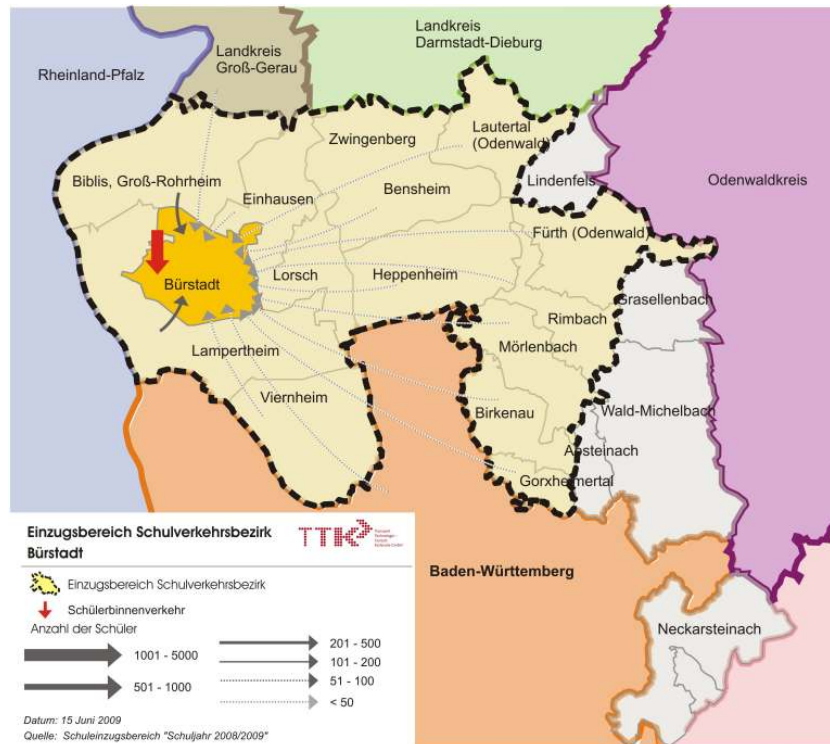 Landkreis
Darmstadt-Dieburg
Landkreis
Groß-Gerau
Rheinland-Pfalz
Zwingenberg
Lautertal
(Odenwald)
Biblis, Groß-Rohrheim
Einhausen
Bensheim
Lindenfels
Odenwaldkreis
Fürth (Odenwald)
Bürstadt
Lorsch
Heppenheim
Grasellenbach
Rimbach
Lampertheim
Mörlenbach
Viernheim
Birkenau
Wald-Michelbach
Absteinach
Gorxheimertal
Baden-Württemberg
Neckarsteinach
Einzugsbereich Schulverkehrsbezirk
Bürstadt
TTK
Einzugsbereich Schulverkehrsbezirk
Schülerbinnenverkehr
Anzahl der Schüler
1001 - 5000
501 - 1000
201 - 500
101 - 200
51 - 100
< 50
Datum: 15 Juni 2009
Quelle: Schuleinzugsbereich "Schuljahr 2008/2009"